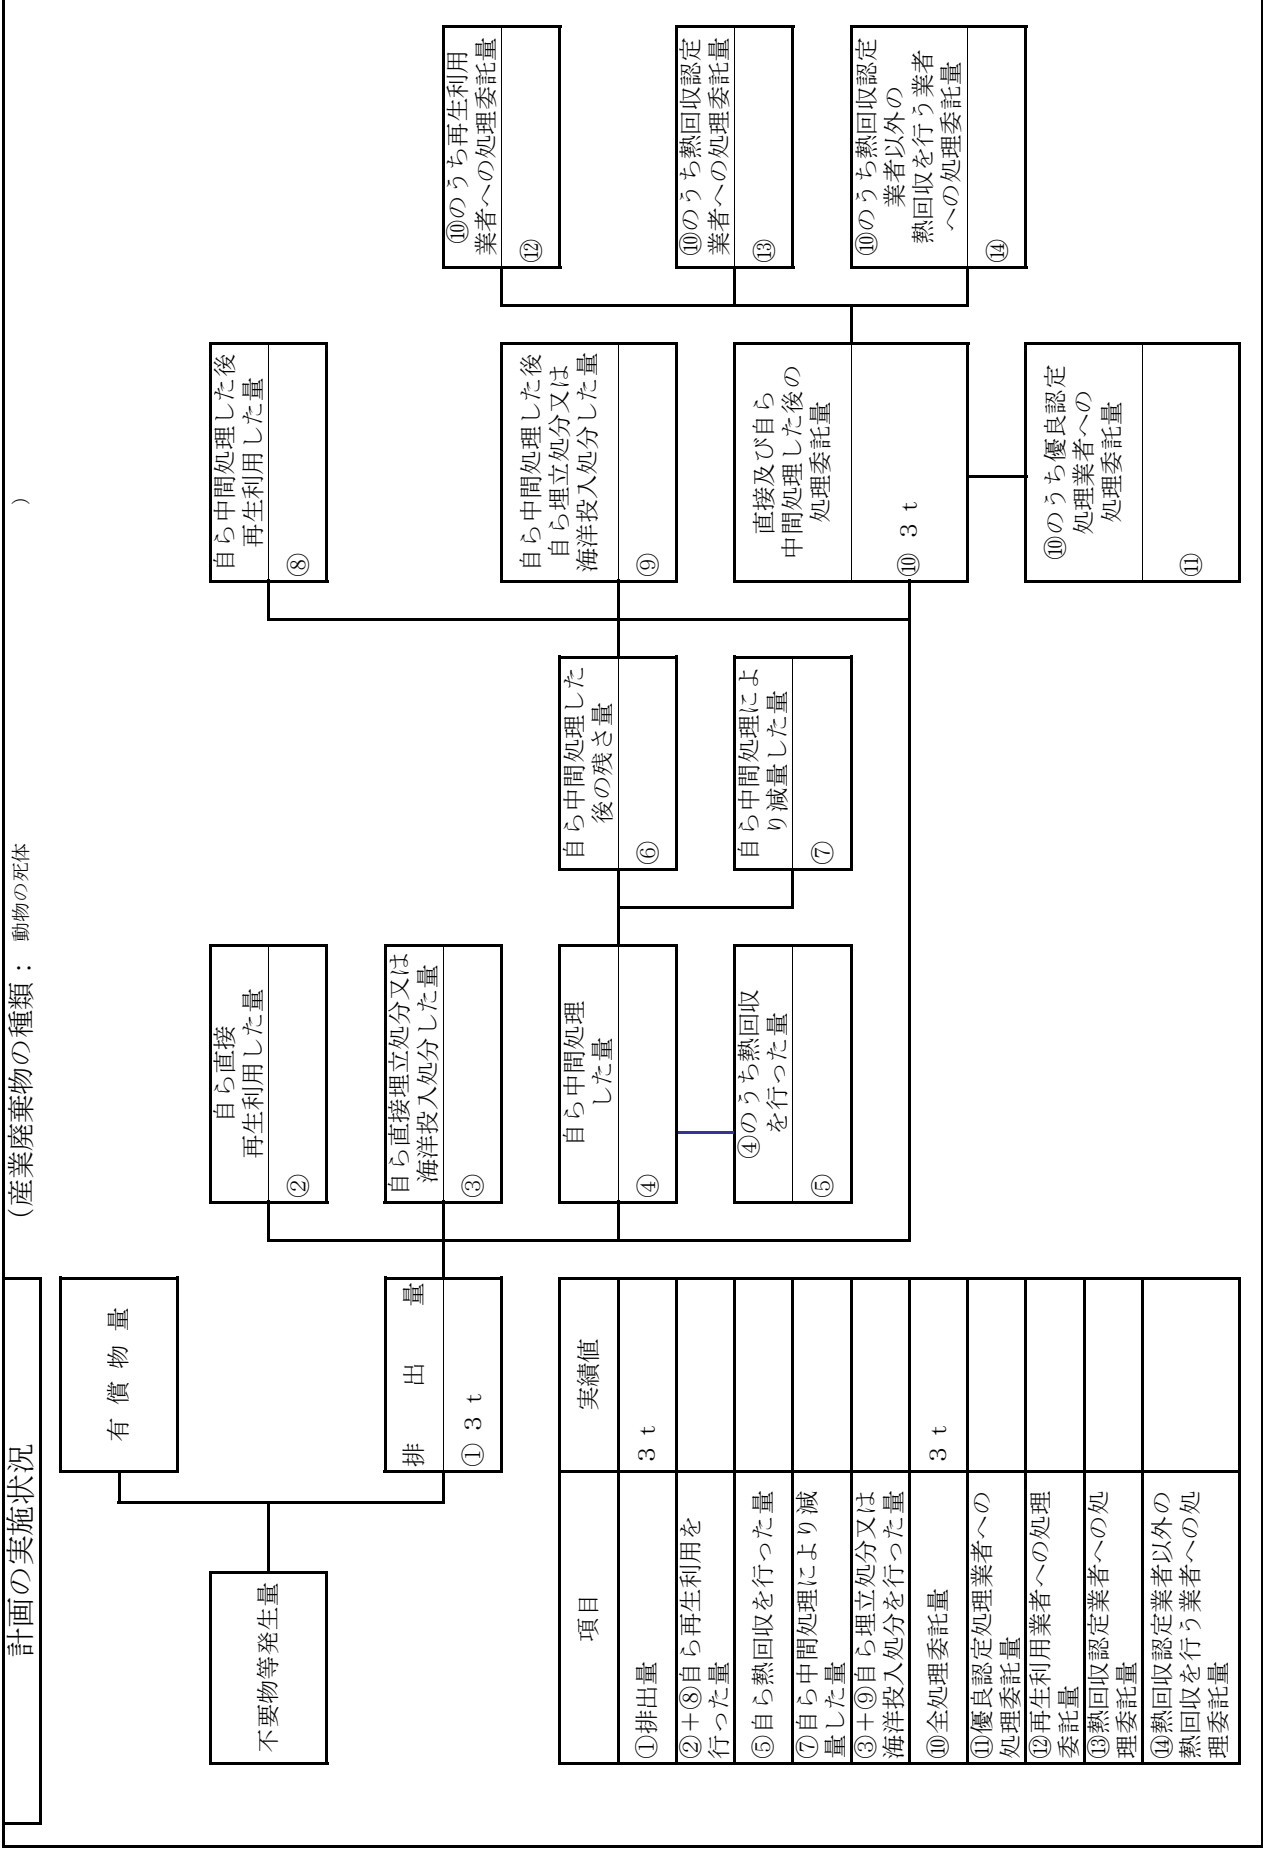 計画の実施状況
（産業廃棄物の種類： 動物の死体 ）
有 償 物 量
不要物等発生量
排 出 量
① 3 t
自ら直接
再生利用した量
②
自ら直接埋立処分又は
海洋投入処分した量
③
自ら中間処理
した量
④
④のうち熱回収
を行った量
⑤
自ら中間処理した
後の残さ量
⑥
自ら中間処理によ
り減量した量
⑦
自ら中間処理した後
再生利用した量
⑧
自ら中間処理した後
自ら埋立処分又は
海洋投入処分した量
⑨
直接及び自ら
中間処理した後の
処理委託量
⑩ 3 t
⑩のうち優良認定
処理業者への
処理委託量
⑪
⑩のうち再生利用
業者への処理委託量
⑫
⑩のうち熱回収認定
業者への処理委託量
⑬
⑩のうち熱回収認定
業者以外の
熱回収を行う業者
への処理委託量
⑭
項目 実績値
①排出量 3 t
②＋⑧自ら再生利用を
行った量
⑤自ら熱回収を行った量
⑦自ら中間処理により減
量した量
③＋⑨自ら埋立処分又は
海洋投入処分を行った量
⑩全処理委託量 3 t
⑪優良認定処理業者への
処理委託量
⑫再生利用業者への処理
委託量
⑬熱回収認定業者への処
理委託量
⑭熱回収認定業者以外の
熱回収を行う業者への処
理委託量